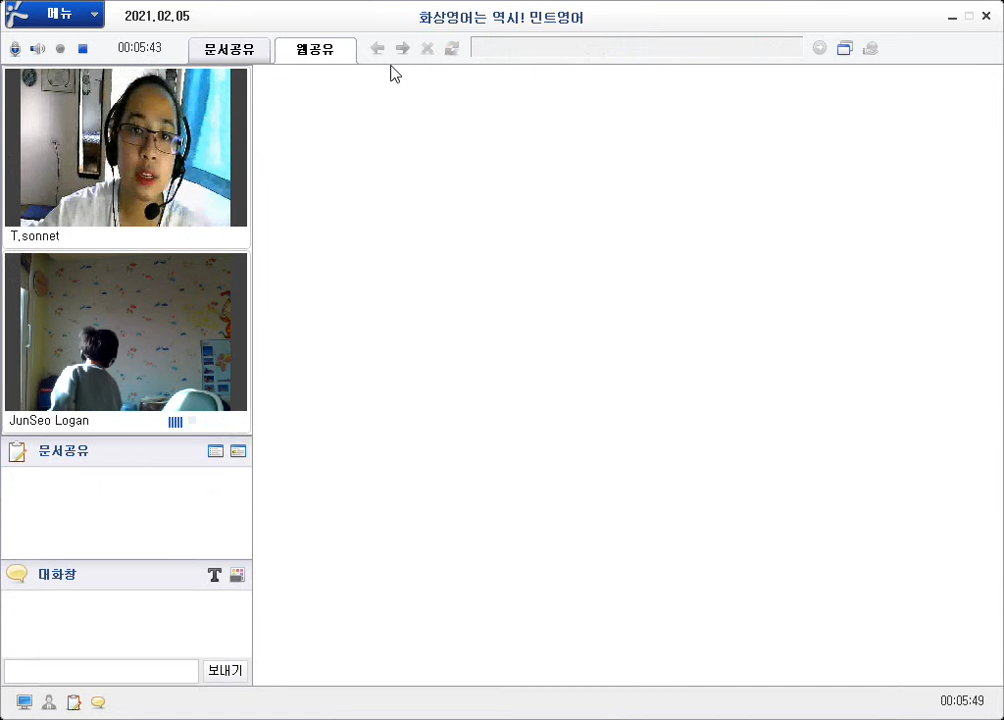 메뉴
2021.02.05
화상영어는 역시! 민트영어
00:05:43
문서공유
웹공유
T.sonnet
JunSeo Logan
문서공유
대화창
T
보내기
00:05:49